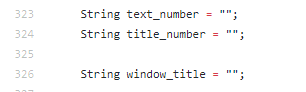 323 String text_number = "";
324 String title_number = "";
325
326 String window_title = "";